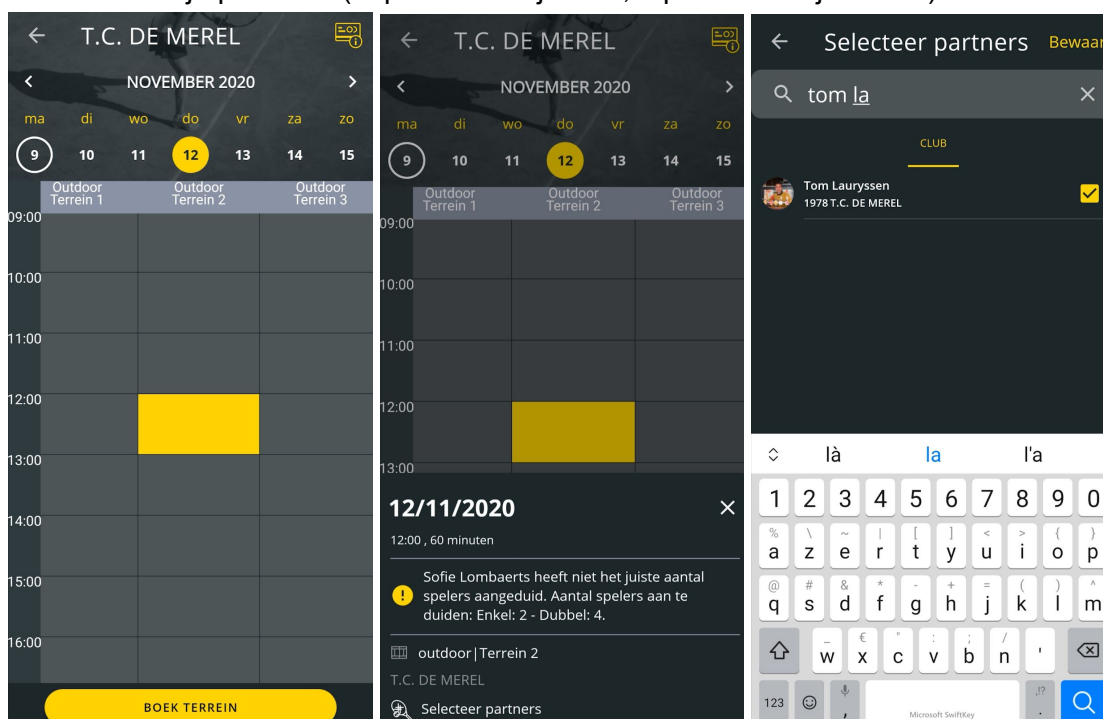 T.C. DE MEREL
NOVEMBER 2020
ma di wo do vr za zo
9 10 11 12 13 14 15
Outdoor Terrein 1 Outdoor Terrein 2 Outdoor Terrein 3
09:00
10:00
11:00
12:00
13:00
14:00
15:00
16:00
BOEK TERREIN
T.C. DE MEREL
NOVEMBER 2020
ma di wo do vr za zo
9 10 11 12 13 14 15
Outdoor Terrein 1 Outdoor Terrein 2 Outdoor Terrein 3
09:00
10:00
11:00
12:00
13:00
12/11/2020
12:00 , 60 minuten
Sofie Lombaerts heeft niet het juiste aantal
spelers aangeduid. Aantal spelers aan te
duiden: Enkel: 2 - Dubbel: 4.
outdoor|Terrein 2
T.C. DE MEREL
Selecteer partners
Selecteer partners Bewaar
tom la
CLUB
Tom Lauryssen
1978 T.C. DE MEREL
là la l'a
1 2 3 4 5 6 7 8 9 0
% \ ~ | [ ] < > { }
a z e r t y u i o p
@ # & * - + = ( ) ^
q s d f g h j k l m
_ € " : ; /
w x c v b n '
123 , Microsoft SwiftKey ,!? .